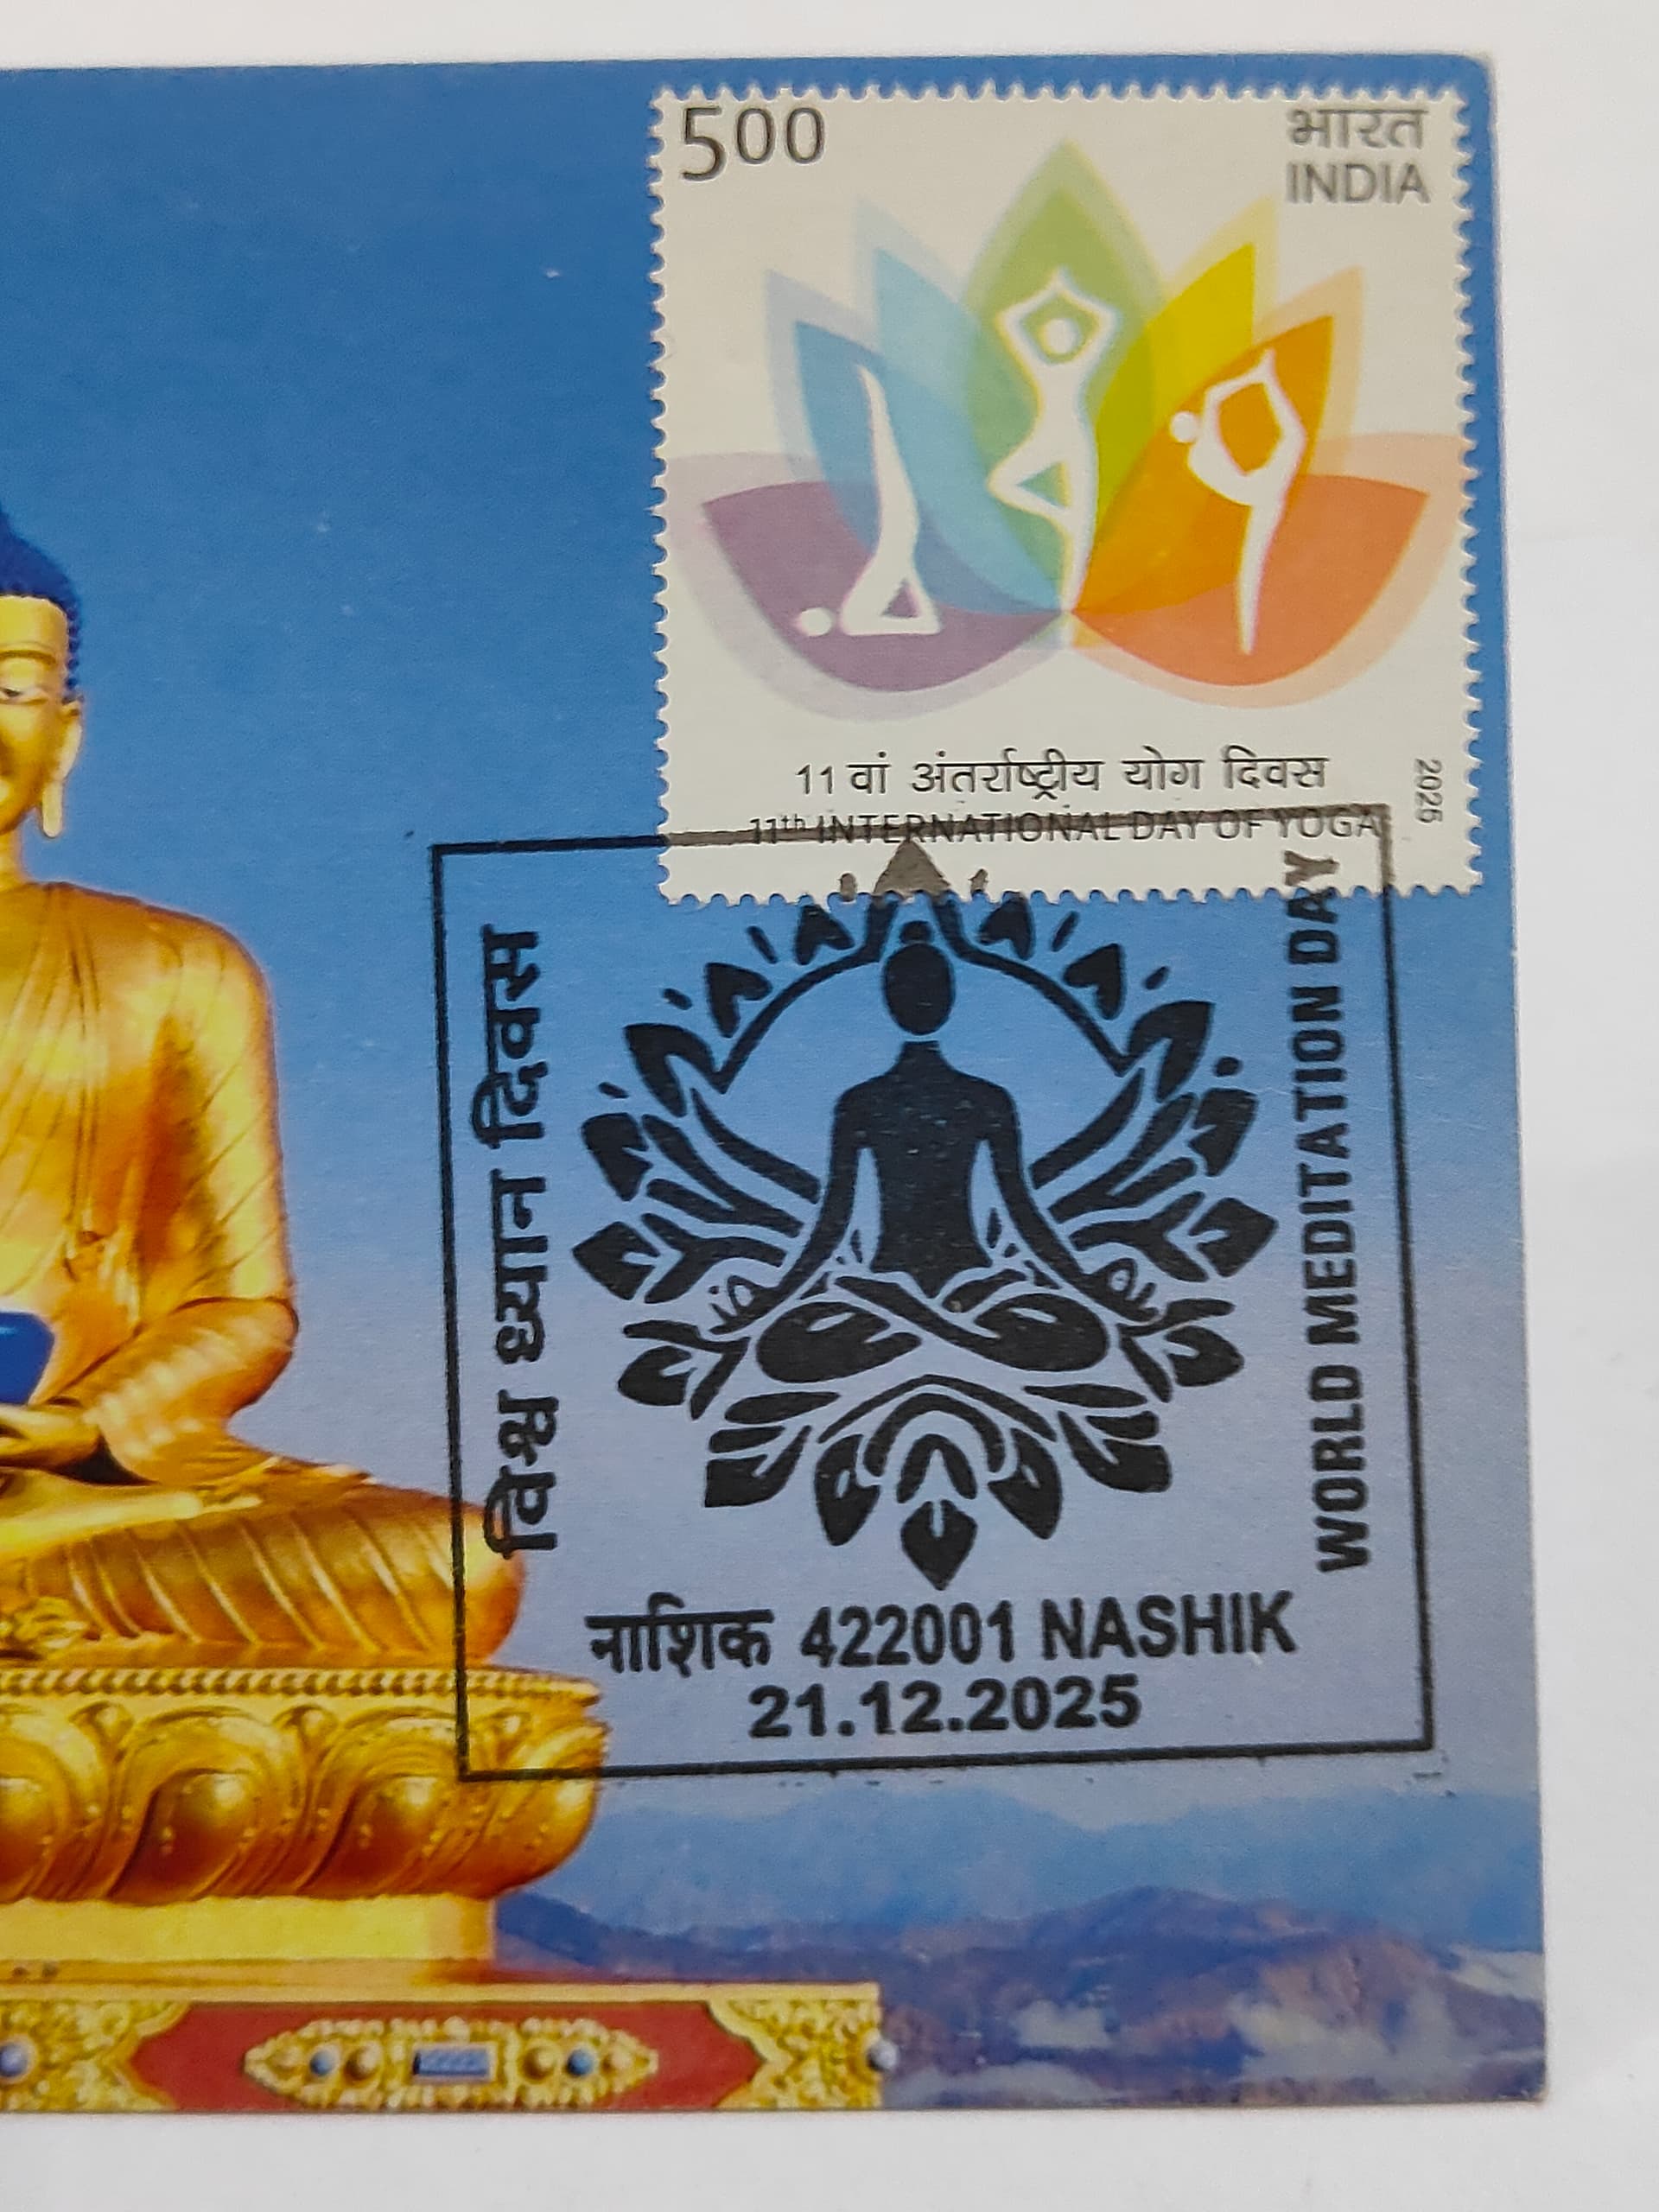 500
भारत
INDIA
11 वां अंतर्राष्ट्रीय योग दिवस
11th INTERNATIONAL DAY OF YOGA
2025
विश्व ध्यान दिवस
WORLD MEDITATION DAY
नाशिक 422001 NASHIK
21.12.2025